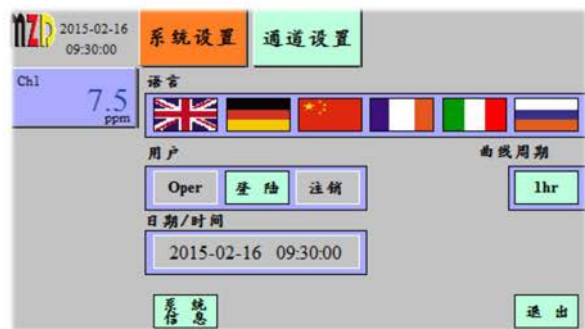 nzp
2015-02-16
09:30:00
系统设置
通道设置
Ch1
7.5
ppm
语言
用户
曲线周期
Oper
登陆
注销
1hr
日期/时间
2015-02-16 09:30:00
系统
信息
退出